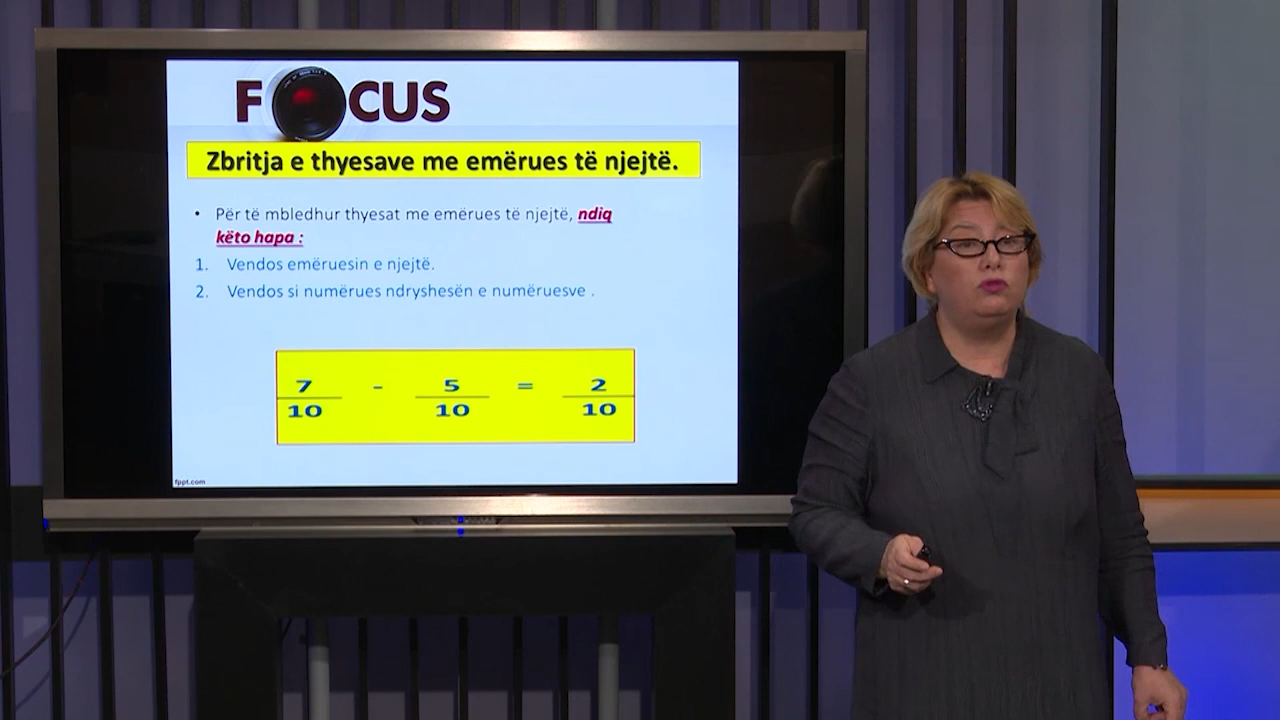 FOCUS
Zbritja e thyesave me emërues të njejtë.
• Për të mbledhur thyesat me emërues të njejtë, ndiq
këto hapa :
1. Vendos emëruesin e njejtë.
2. Vendos si numërues ndryshesën e numëruesve .
7 - 5 = 2
10 10 10
fppt.com